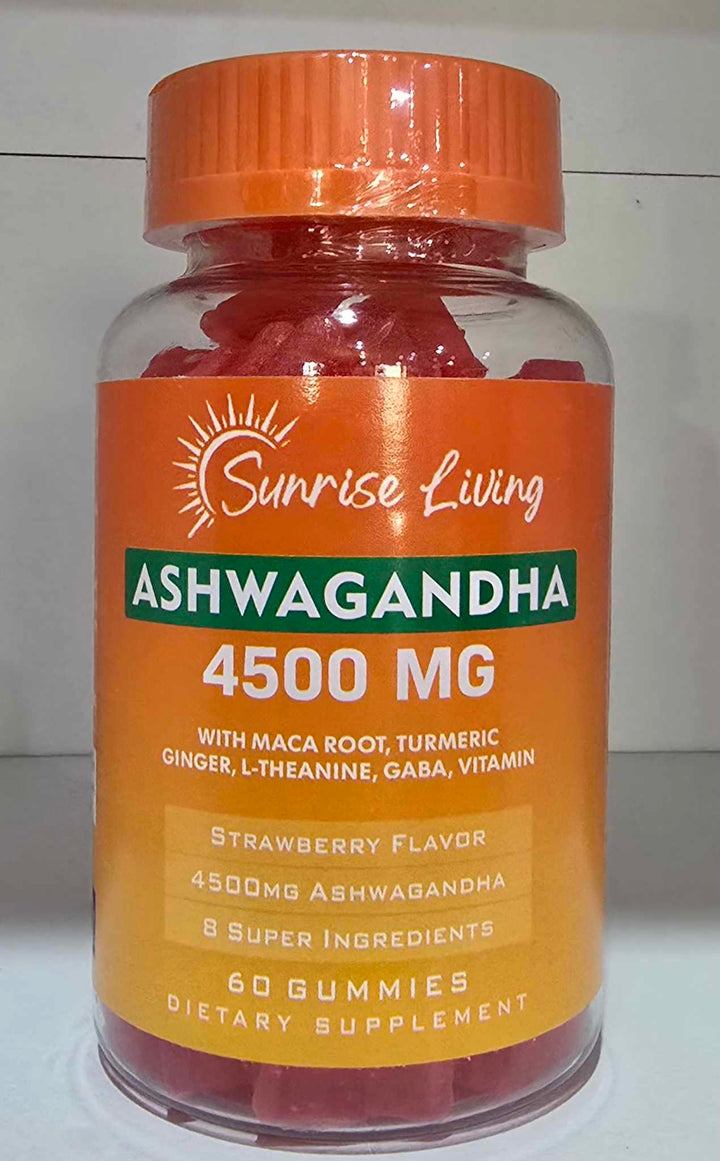 Sunrise Living
ASHWAGANDHA
4500 MG
WITH MACA ROOT, TURMERIC
GINGER, L-THEANINE, GABA, VITAMIN
STRAWBERRY FLAVOR
4500MG ASHWAGANDHA
8 SUPER INGREDIENTS
60 GUMMIES
DIETARY SUPPLEMENT